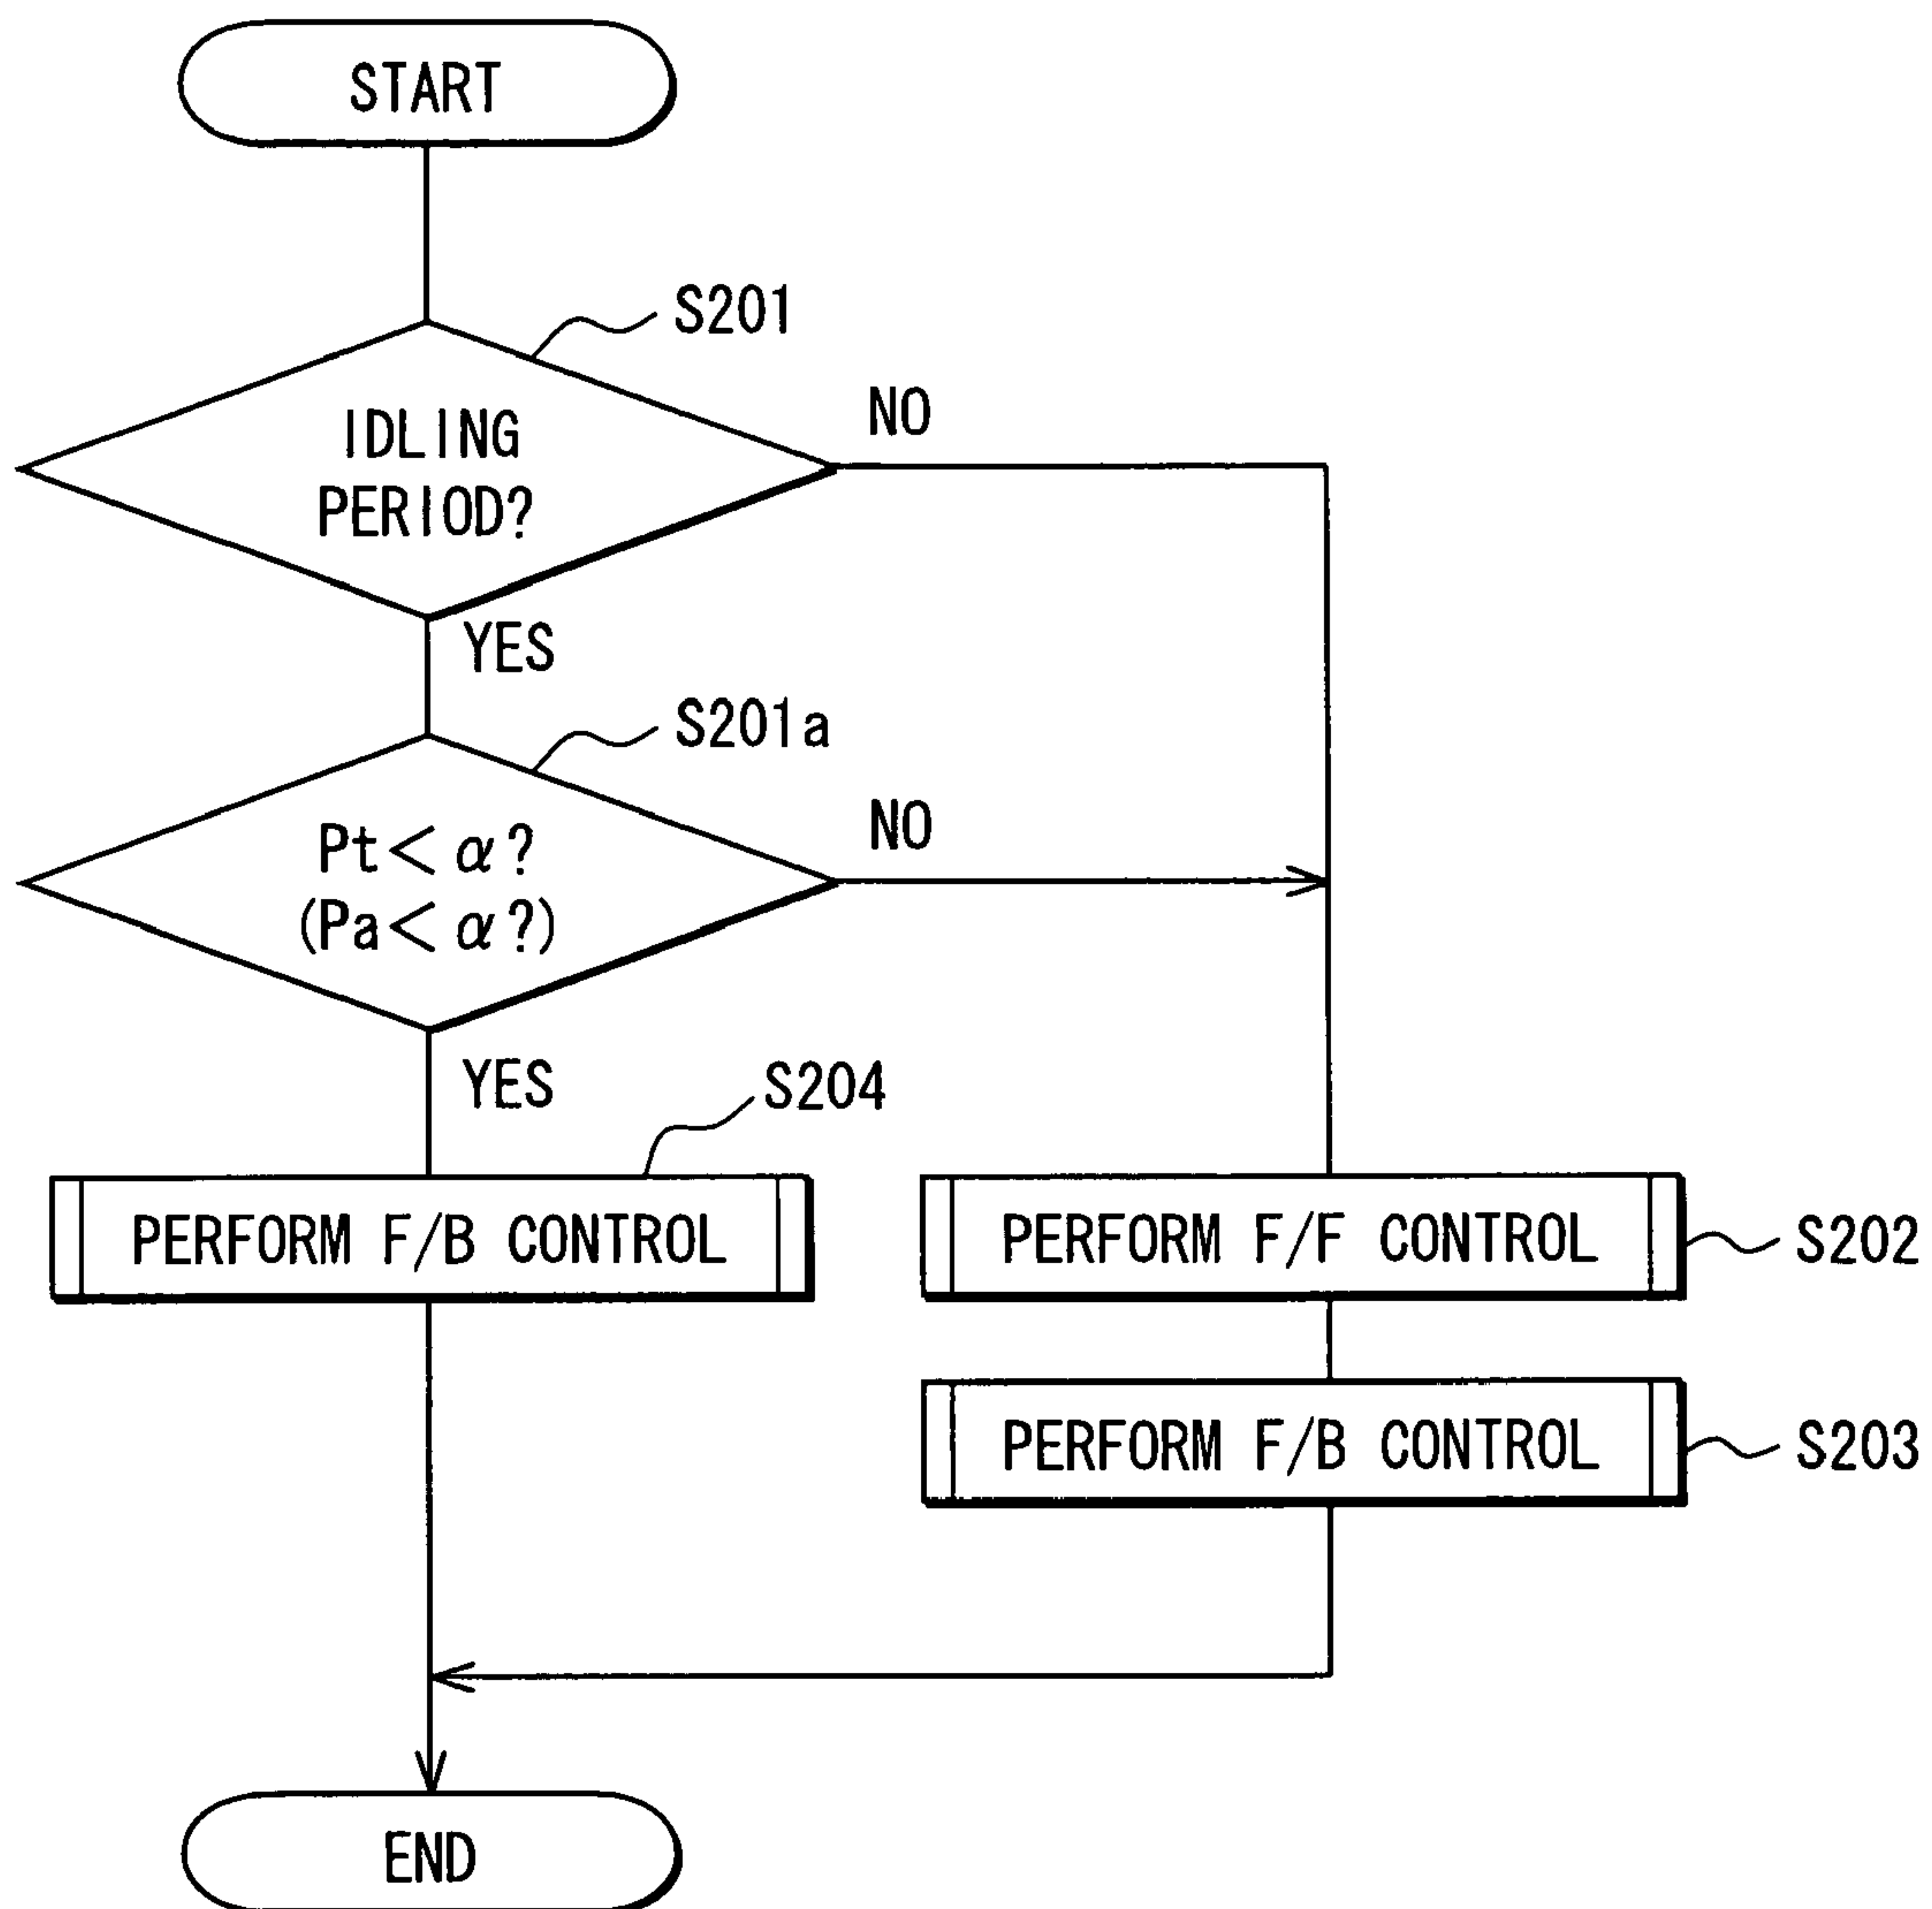 START
S201
IDLING
PERIOD?
NO
YES
S201a
Pt< α?
(Pa< α?)
NO
YES
S204
PERFORM F/B CONTROL
PERFORM F/F CONTROL
S202
PERFORM F/B CONTROL
S203
END